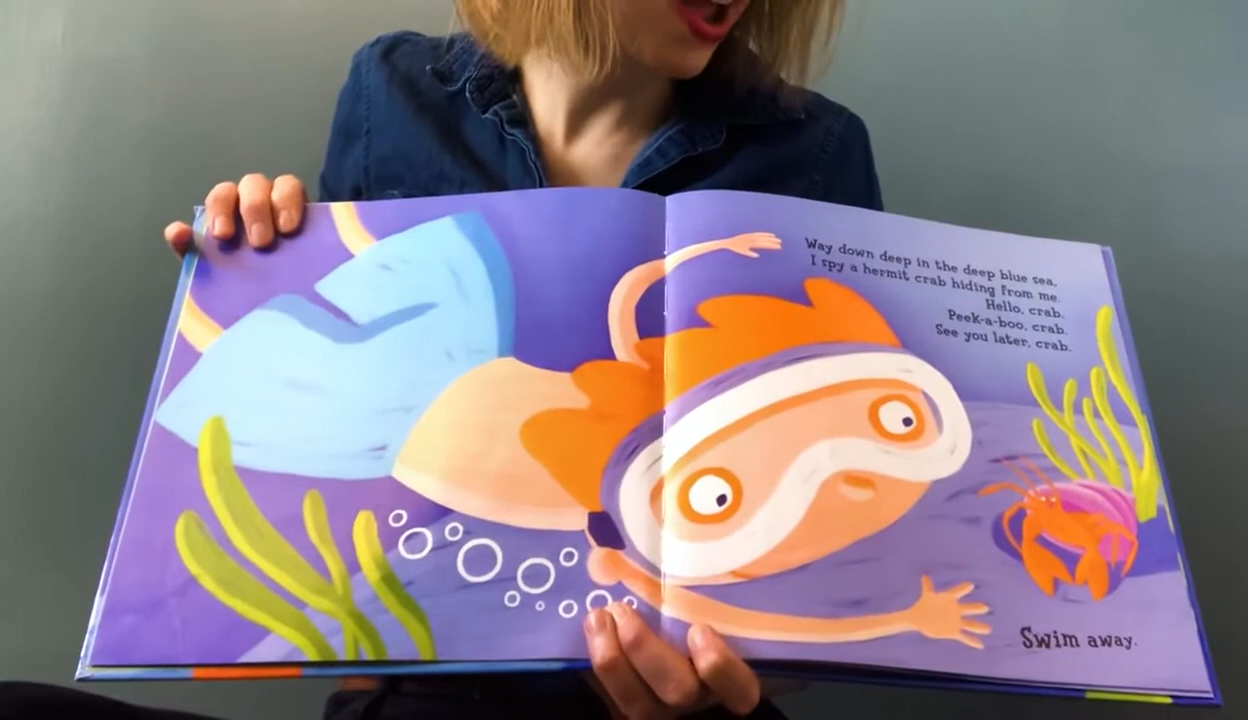 Way down deep in the deep blue sea,
I spy a hermit crab hiding from me.
Hello, crab.
Peek-a-boo, crab.
See you later, crab.
Swim away.